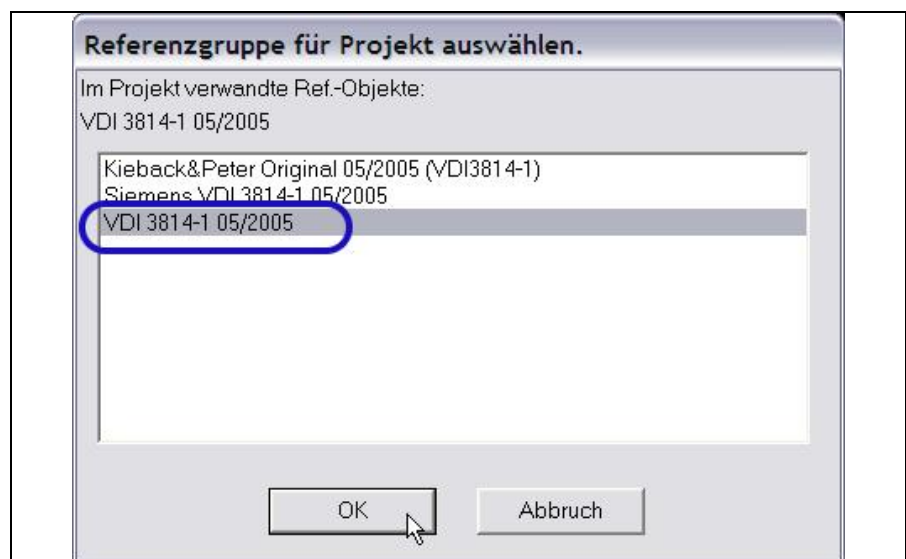 Referenzgruppe für Projekt auswählen.
Im Projekt verwandte Ref.-Objekte:
VDI 3814-1 05/2005
Kieback&Peter Original 05/2005 (VDI3814-1)
Siemens VDI 3814-1 05/2005
VDI 3814-1 05/2005
OK
Abbruch